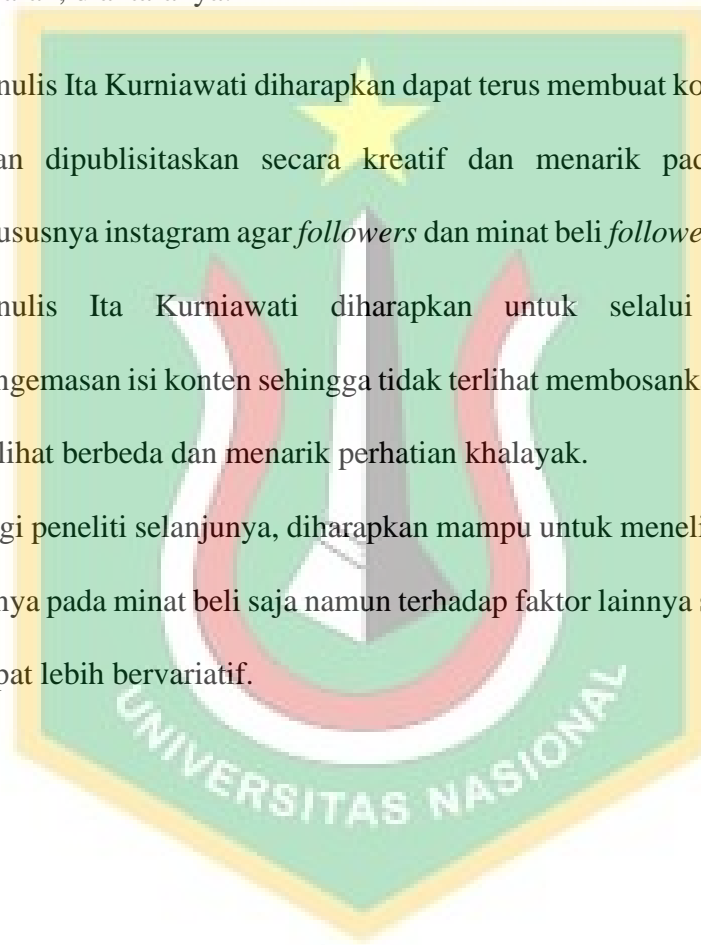 nulis Ita Kurniawati diharapkan dapat terus membuat ko
an dipublisitaskan secara kreatif dan menarik pad
ususnya instagram agar followers dan minat beli followe
nulis Ita Kurniawati diharapkan untuk selalui
ngemasan isi konten sehingga tidak terlihat membosank
lihat berbeda dan menarik perhatian khalayak.
gi peneliti selanjunya, diharapkan mampu untuk meneli
nya pada minat beli saja namun terhadap faktor lainnya s
pat lebih bervariatif.
UNIVERSITAS NASIONAL